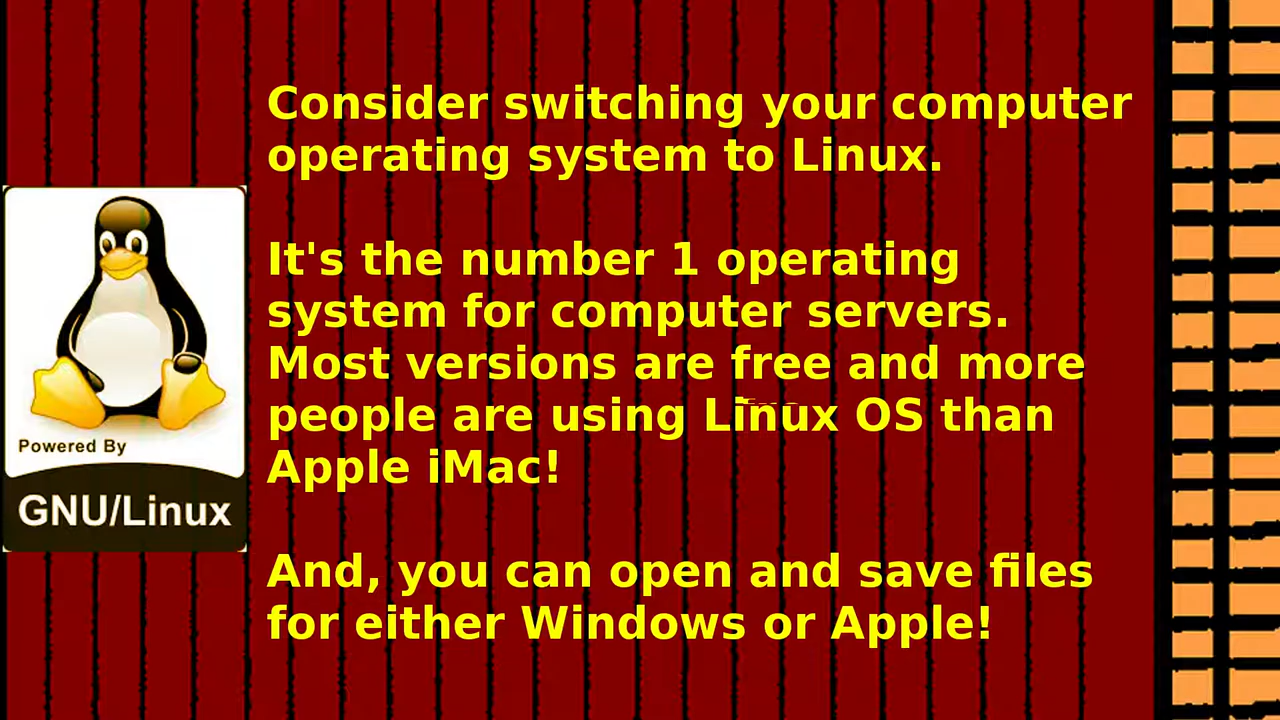 Consider switching your computer
operating system to Linux.
It's the number 1 operating
system for computer servers.
Most versions are free and more
people are using Linux OS than
Apple iMac!
And, you can open and save files
for either Windows or Apple!
Powered By
GNU/Linux